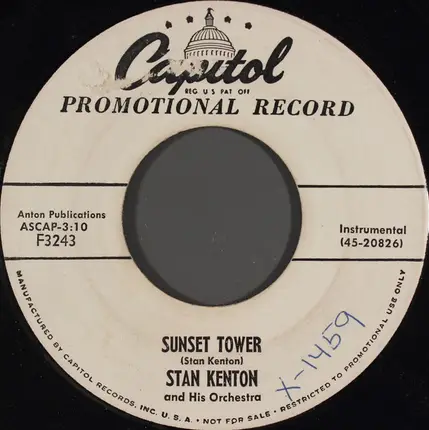 Capitol
REG. U S PAT OFF
PROMOTIONAL RECORD
Anton Publications
ASCAP-3:10
F3243
Instrumental
(45-20826)
SUNSET TOWER
(Stan Kenton)
STAN KENTON
and His Orchestra
X-1459
MANUFACTURED BY CAPITOL RECORDS, INC. U. S. A. • NOT FOR SALE • RESTRICTED TO PROMOTIONAL USE ONLY